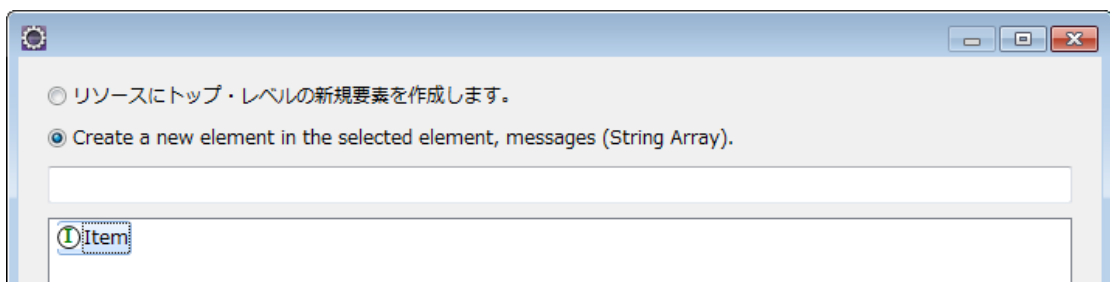 リソースにトップ・レベルの新規要素を作成します。
Create a new element in the selected element, messages (String Array).
Item